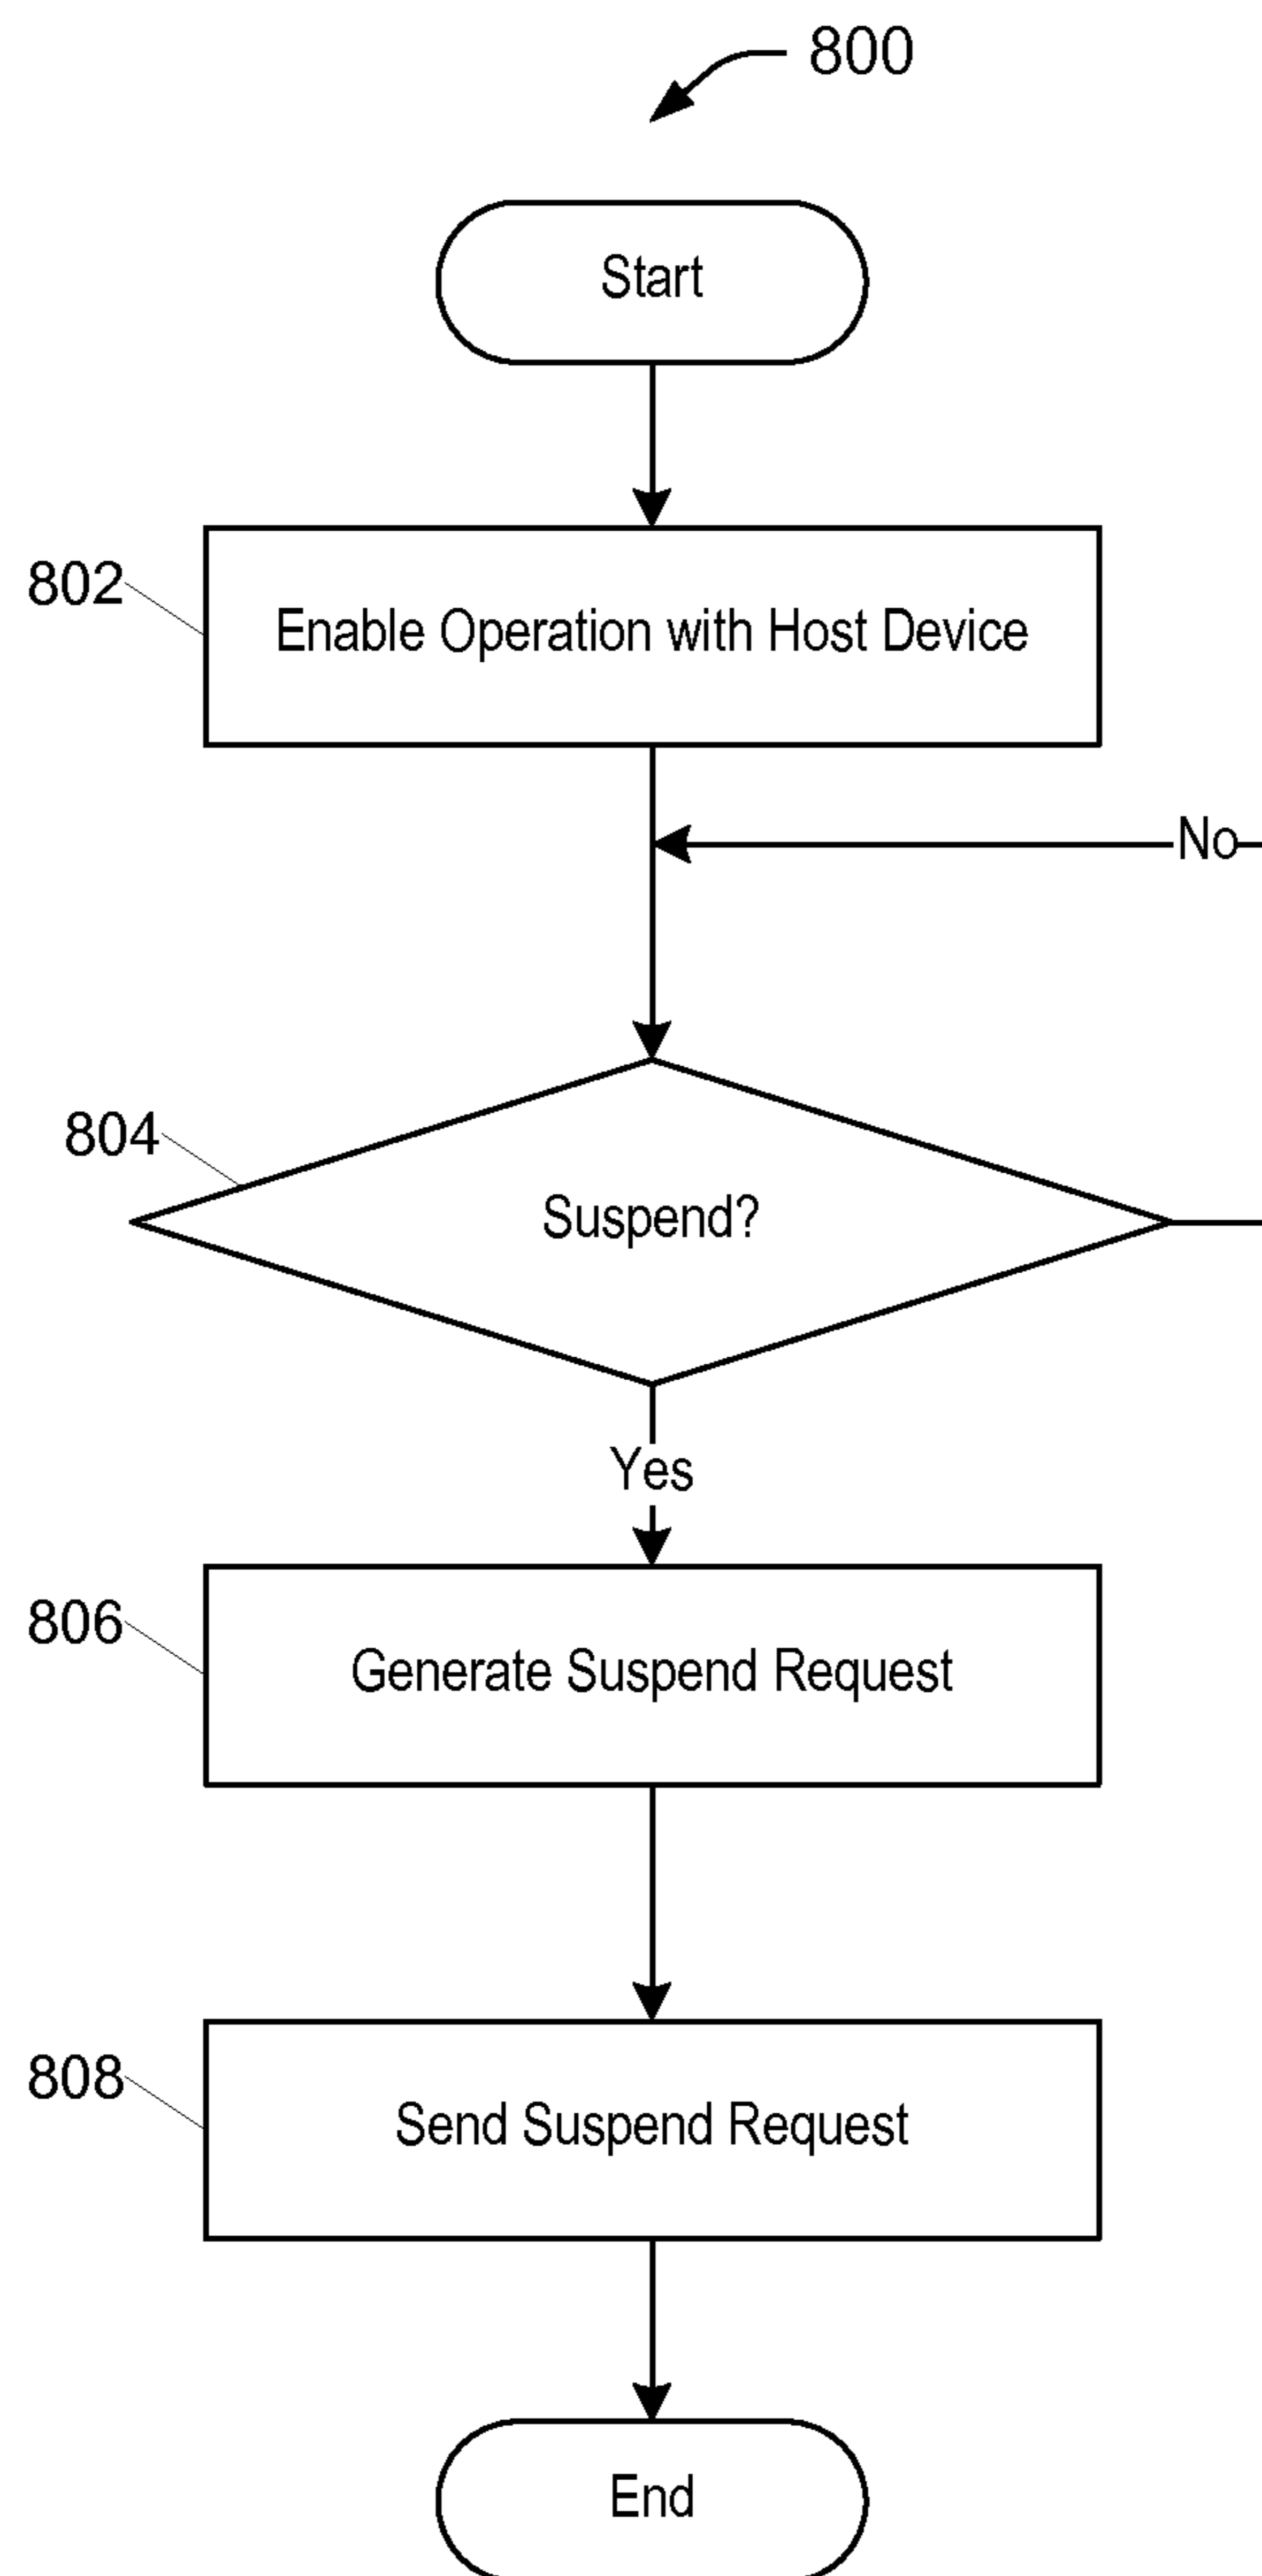 800
Start
802
Enable Operation with Host Device
No
804
Suspend?
Yes
806
Generate Suspend Request
808
Send Suspend Request
End